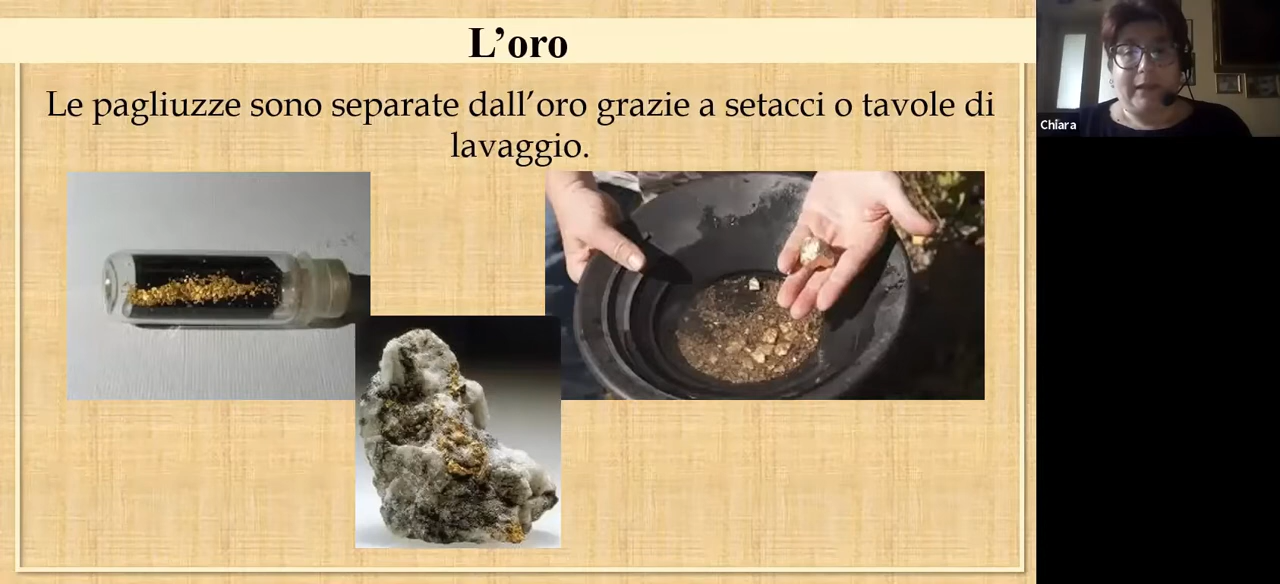 L’oro
Le pagliuzze sono separate dall’oro grazie a setacci o tavole di
lavaggio.
Chiara